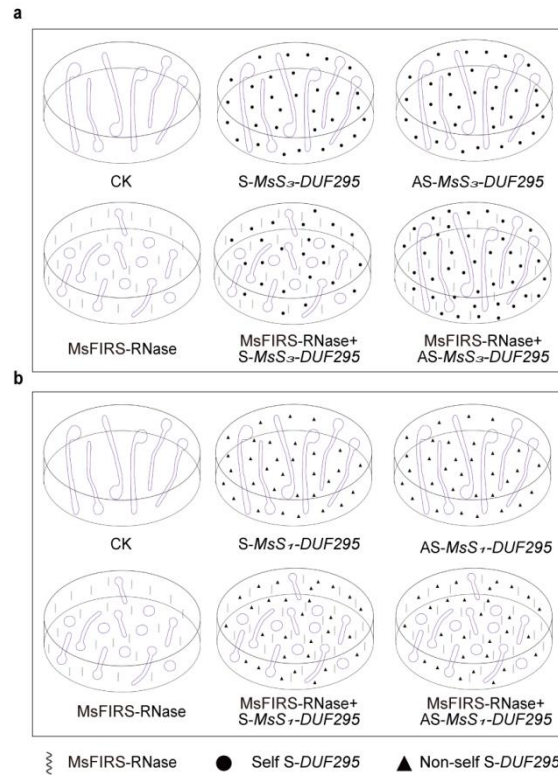 a
CK
S-MsS₃-DUF295
AS-MsS₃-DUF295
MsFIRS-RNase
MsFIRS-RNase+
S-MsS₃-DUF295
MsFIRS-RNase+
AS-MsS₃-DUF295
b
CK
S-MsS₁-DUF295
AS-MsS₁-DUF295
MsFIRS-RNase
MsFIRS-RNase+
S-MsS₁-DUF295
MsFIRS-RNase+
AS-MsS₁-DUF295
MsFIRS-RNase ● Self S-DUF295 ▲ Non-self S-DUF295